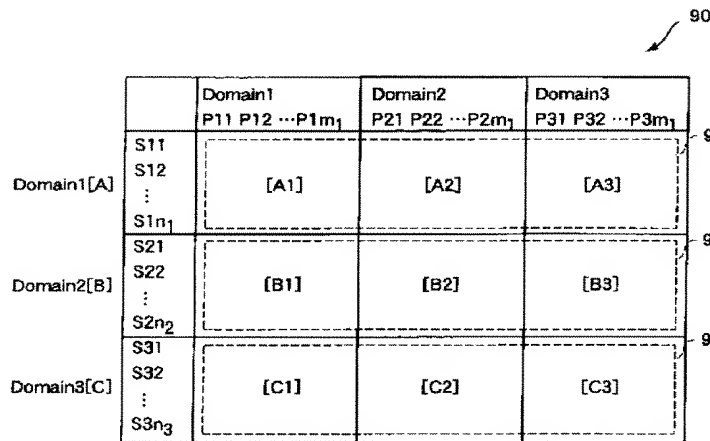 90
Domain1 Domain2 Domain3
P11 P12 ⋯P1m₁ P21 P22 ⋯P2m₁ P31 P32 ⋯P3m₁
S11
S12
Domain1[A] ⋮ [A1] [A2] [A3]
S1n₁
S21
S22
Domain2[B] ⋮ [B1] [B2] [B3]
S2n₂
S31
S32
Domain3[C] ⋮ [C1] [C2] [C3]
S3n₃